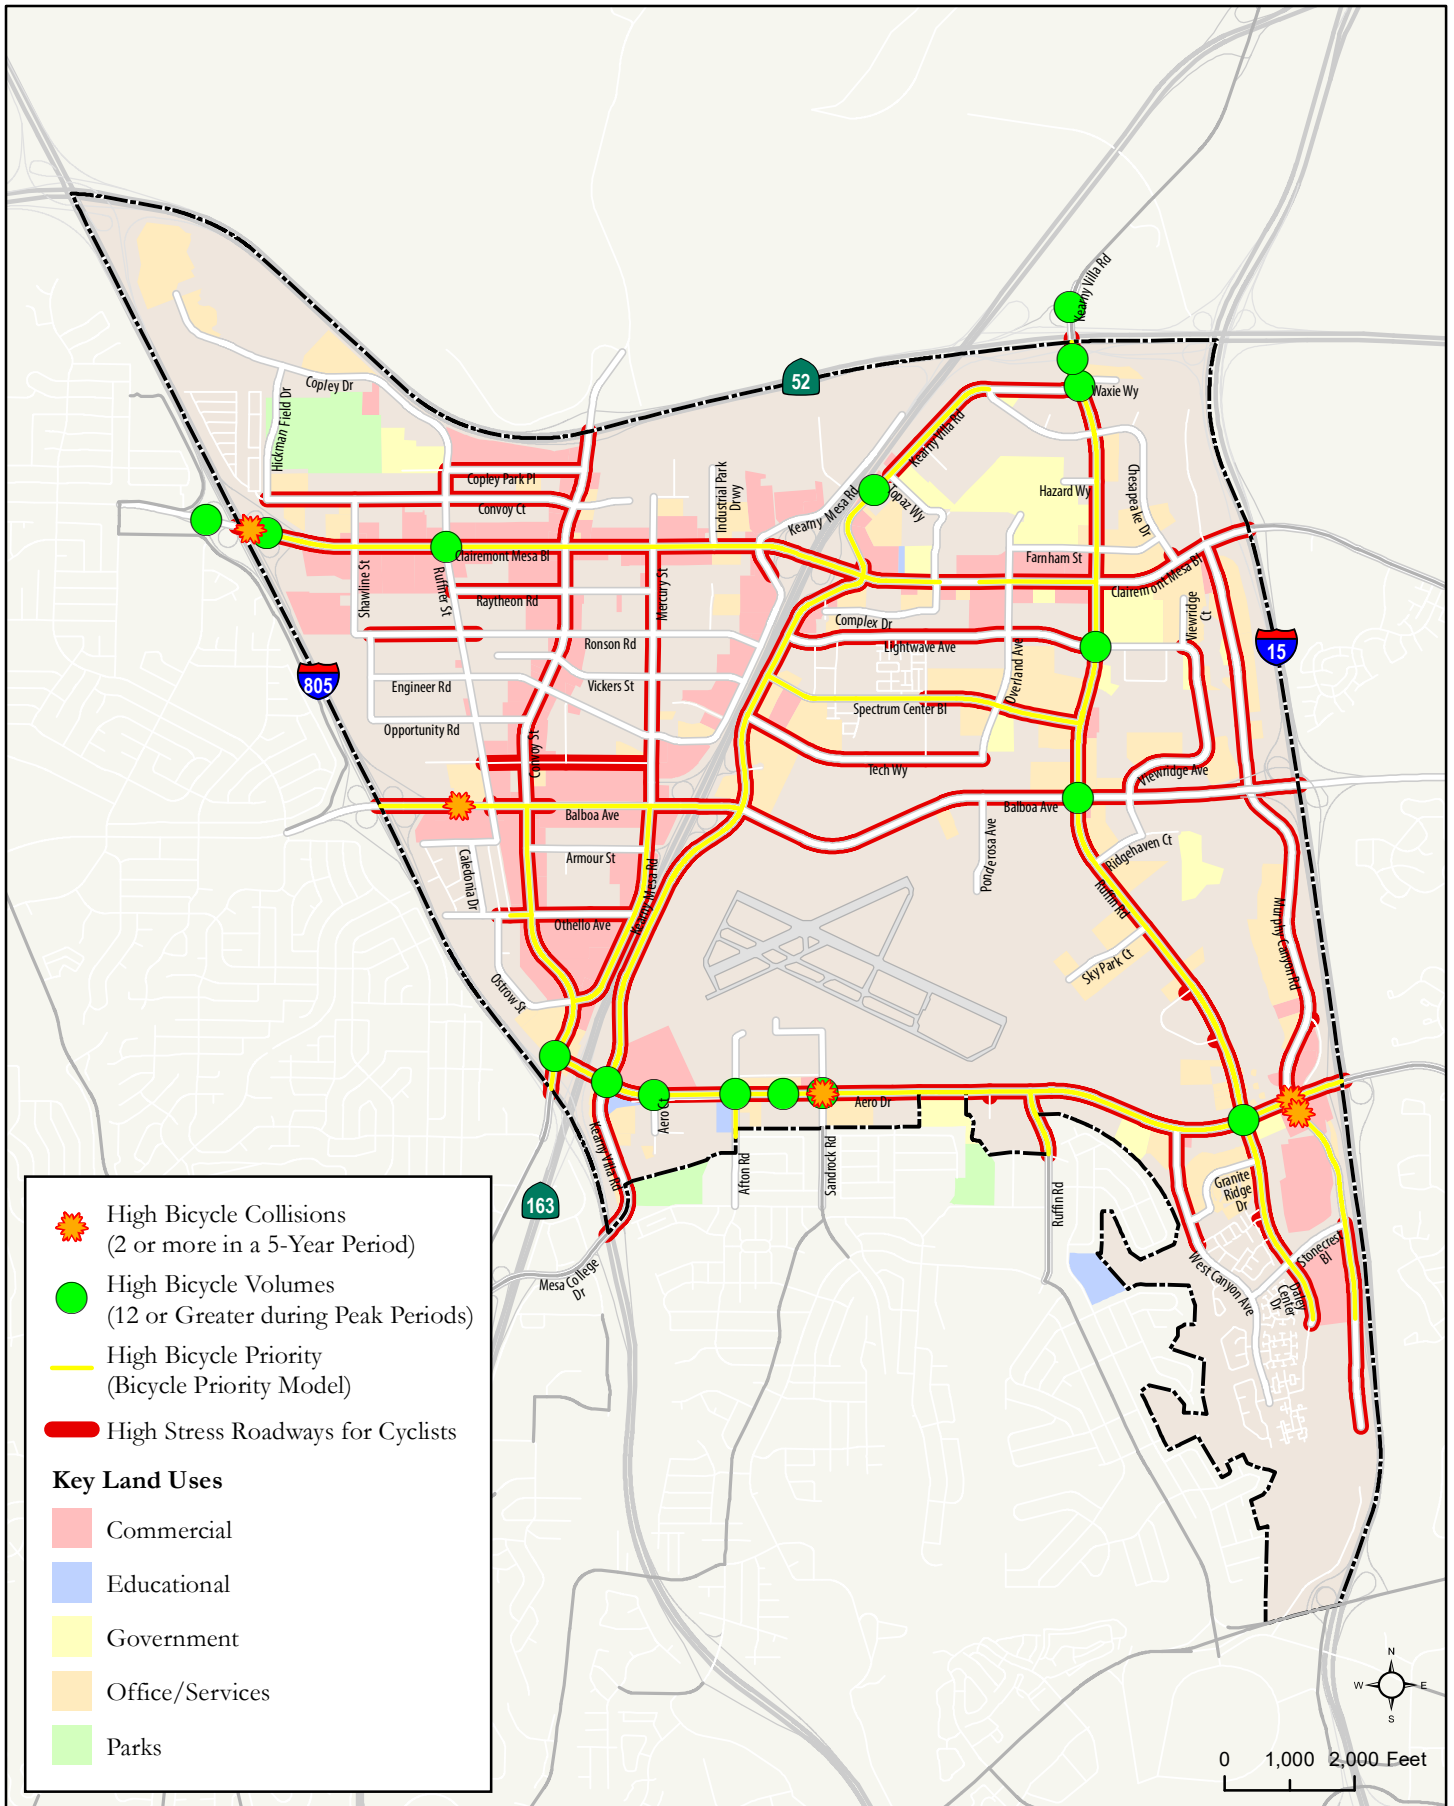 Kearny Villa Rd
52
Waxie Wy
Copley Dr
Hickman Field Dr
Kearny Villa Rd
Copley Park Pl
Convoy Ct
Industrial Park
Drwy
Kearny Mesa Rd
Topaz Wy
Hazard Wy
Chesapeake Dr
Clairemont Mesa Bl
Farnham St
Clairemont Mesa Bl
Shawline St
Ruffner St
Raytheon Rd
Mercury St
Complex Dr
Viewridge
Ct
Ronson Rd
Lightwave Ave
Overland Ave
15
805
Engineer Rd
Vickers St
Spectrum Center Bl
Opportunity Rd
Convoy St
Tech Wy
Viewridge Ave
Balboa Ave
Balboa Ave
Armour St
Ponderosa Ave
Ridgehaven Ct
Caledonia Dr
Kearny Mesa Rd
Ruffin Rd
Othello Ave
Murphy Canyon Rd
Sky Park Ct
Ostrow St
Aero Ct
Aero Dr
Kearny Villa Rd
Afton Rd
Sandrock Rd
Ruffin Rd
Granite
Ridge
Dr
163
Mesa College
Dr
West Canyon Ave
Stonecrest
Bl
Daley
Center
Dr
High Bicycle Collisions
(2 or more in a 5-Year Period)
High Bicycle Volumes
(12 or Greater during Peak Periods)
High Bicycle Priority
(Bicycle Priority Model)
High Stress Roadways for Cyclists
Key Land Uses
Commercial
Educational
Government
Office/Services
Parks
N
W E
S
0 1,000 2,000 Feet